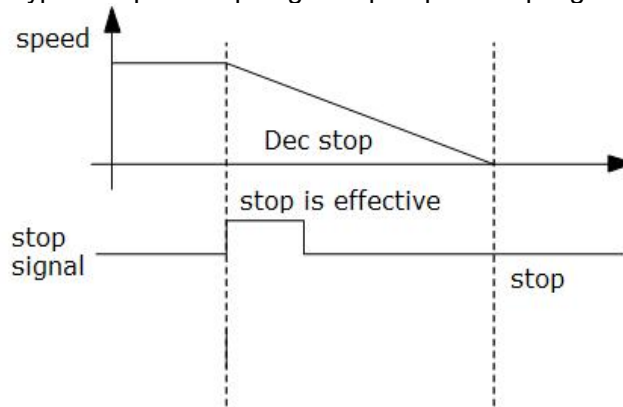 speed
Dec stop
stop is effective
stop
signal
stop